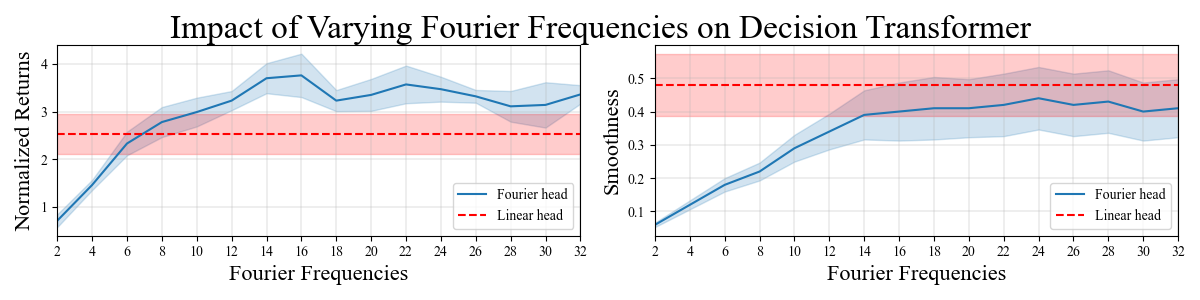 Impact of Varying Fourier Frequencies on Decision Transformer
Normalized Returns
4
3
2
1
Fourier head
Linear head
2 4 6 8 10 12 14 16 18 20 22 24 26 28 30 32
Fourier Frequencies
Smoothness
0.5
0.4
0.3
0.2
0.1
Fourier head
Linear head
2 4 6 8 10 12 14 16 18 20 22 24 26 28 30 32
Fourier Frequencies